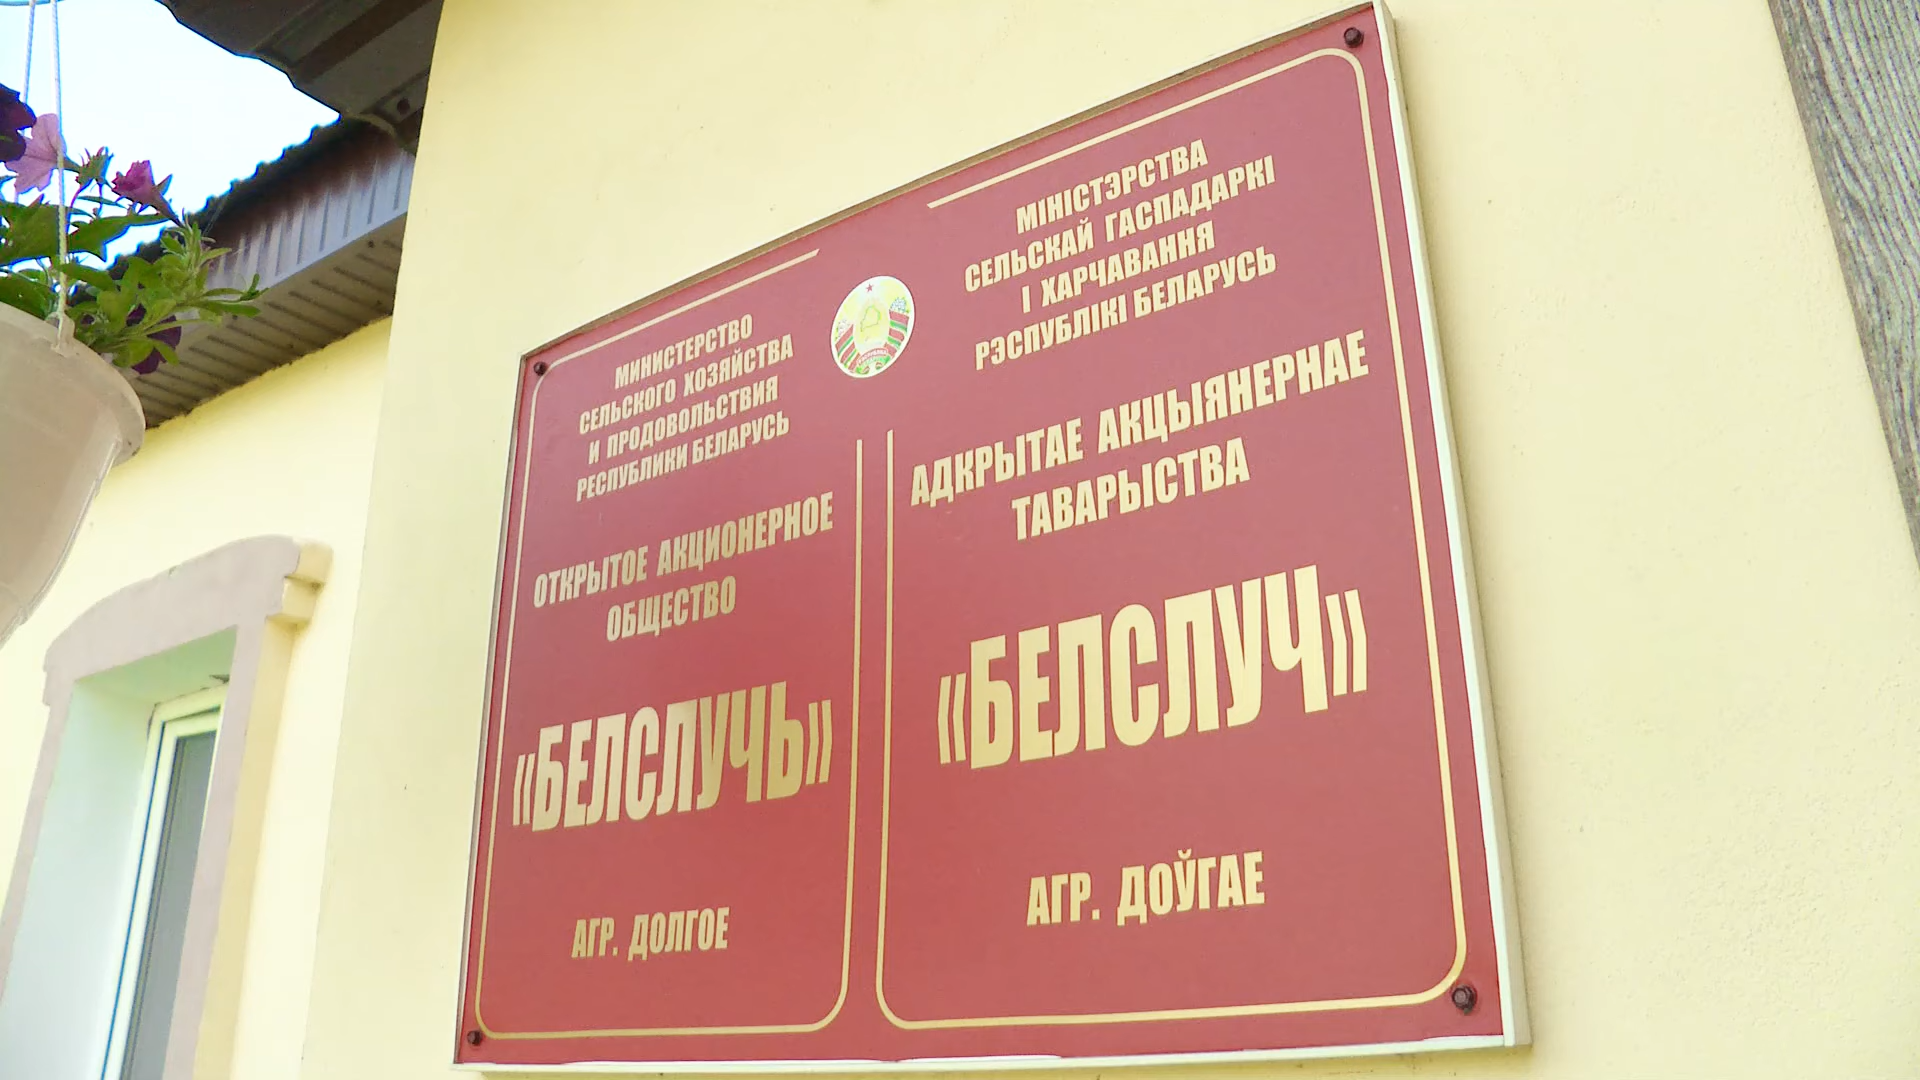 МИНИСТЕРСТВО
СЕЛЬСКОГО ХОЗЯЙСТВА
И ПРОДОВОЛЬСТВИЯ
РЕСПУБЛИКИ БЕЛАРУСЬ
ОТКРЫТОЕ АКЦИОНЕРНОЕ
ОБЩЕСТВО
«БЕЛСЛУЧЬ»
АГР. ДОЛГОЕ
МІНІСТЭРСТВА
СЕЛЬСКАЙ ГАСПАДАРКІ
І ХАРЧАВАННЯ
РЭСПУБЛІКІ БЕЛАРУСЬ
АДКРЫТАЕ АКЦЫЯНЕРНАЕ
ТАВАРЫСТВА
«БЕЛСЛУЧ»
АГР. ДОЎГАЕ